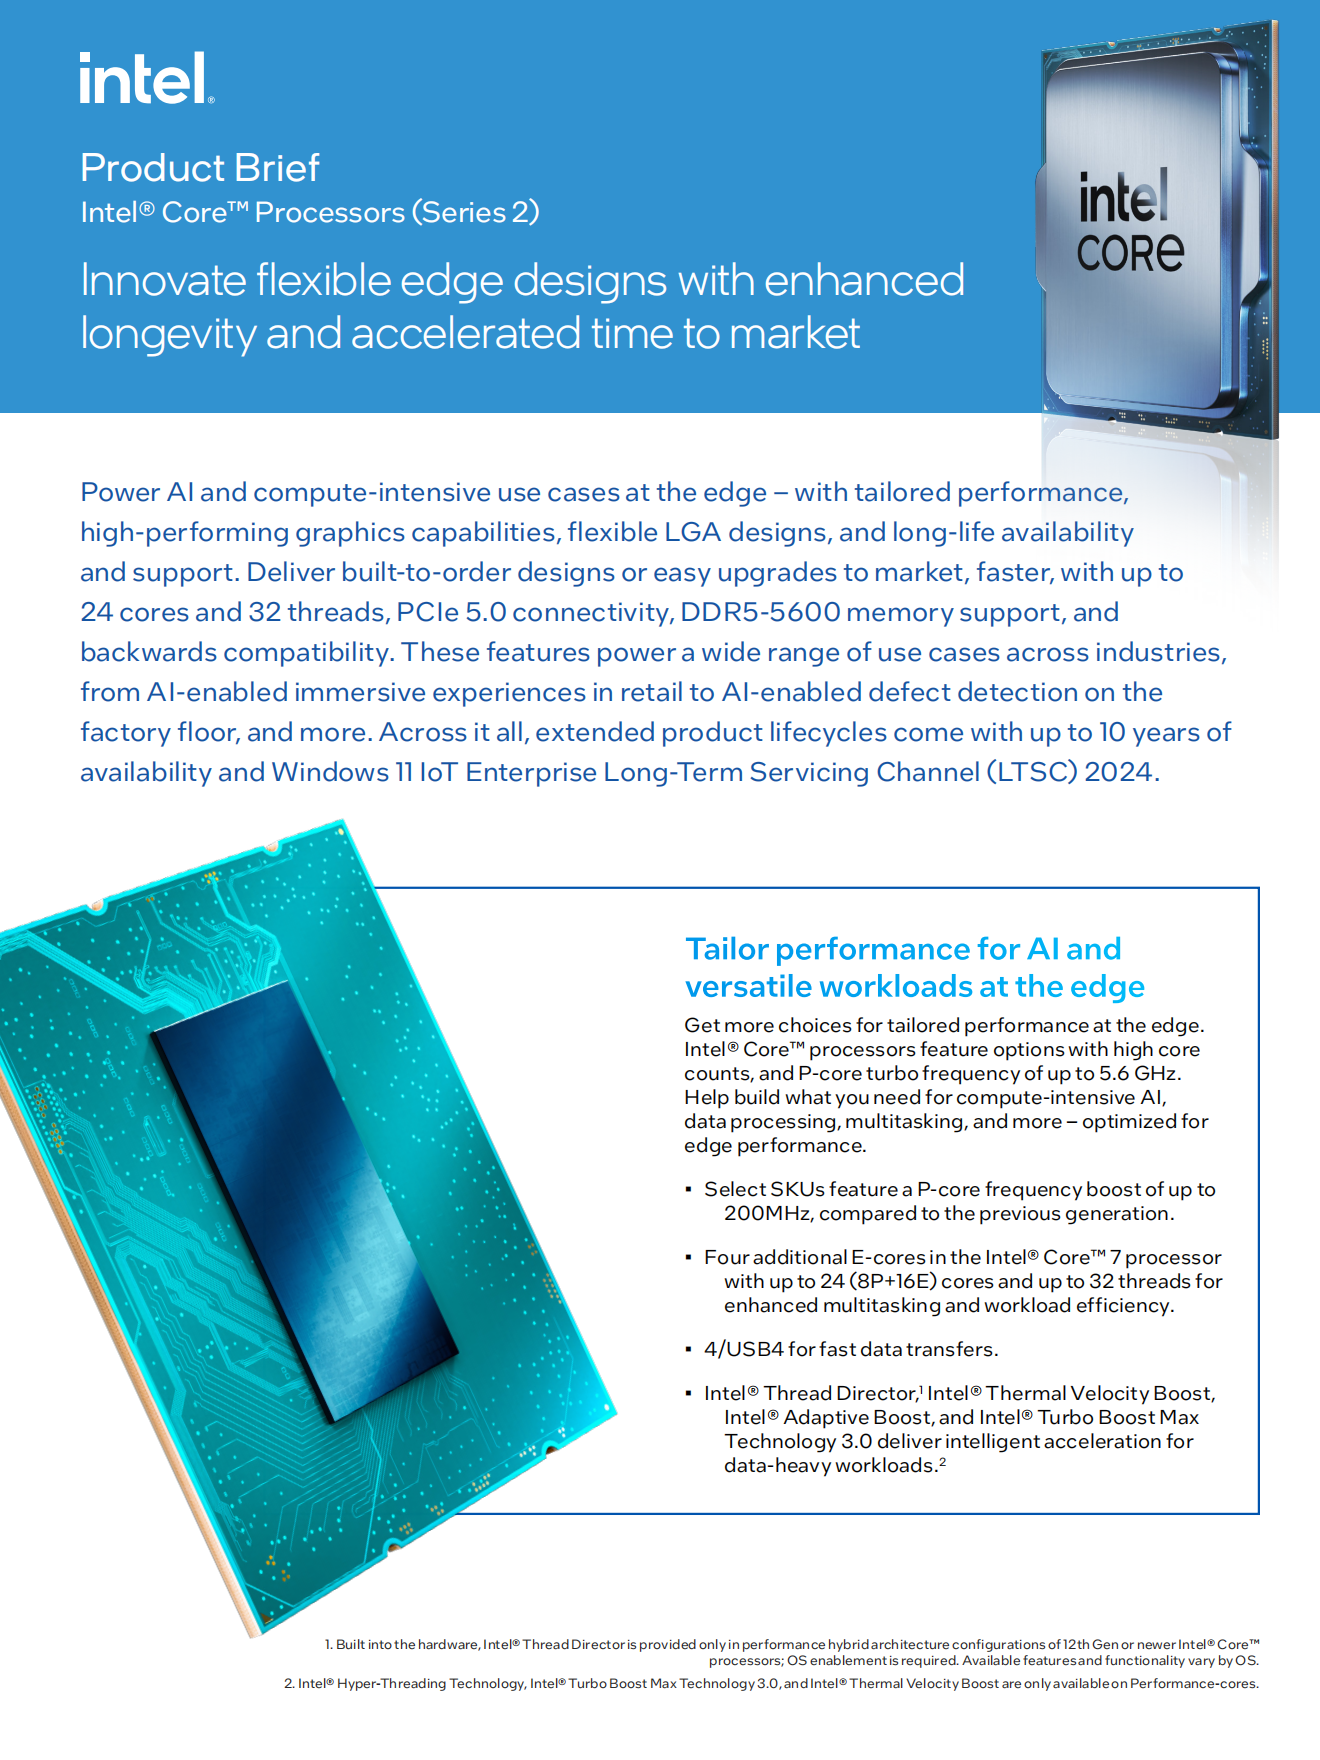 intel®
Product Brief
Intel® Core™ Processors (Series 2)
Innovate flexible edge designs with enhanced
longevity and accelerated time to market
intel
CORE
Power AI and compute-intensive use cases at the edge – with tailored performance,
high-performing graphics capabilities, flexible LGA designs, and long-life availability
and support. Deliver built-to-order designs or easy upgrades to market, faster, with up to
24 cores and 32 threads, PCIe 5.0 connectivity, DDR5-5600 memory support, and
backwards compatibility. These features power a wide range of use cases across industries,
from AI-enabled immersive experiences in retail to AI-enabled defect detection on the
factory floor, and more. Across it all, extended product lifecycles come with up to 10 years of
availability and Windows 11 IoT Enterprise Long-Term Servicing Channel (LTSC) 2024.
Tailor performance for AI and
versatile workloads at the edge
Get more choices for tailored performance at the edge.
Intel® Core™ processors feature options with high core
counts, and P-core turbo frequency of up to 5.6 GHz.
Help build what you need for compute-intensive AI,
data processing, multitasking, and more – optimized for
edge performance.
▪ Select SKUs feature a P-core frequency boost of up to
200MHz, compared to the previous generation.
▪ Four additional E-cores in the Intel® Core™ 7 processor
with up to 24 (8P+16E) cores and up to 32 threads for
enhanced multitasking and workload efficiency.
▪ 4/USB4 for fast data transfers.
▪ Intel® Thread Director,¹ Intel® Thermal Velocity Boost,
Intel® Adaptive Boost, and Intel® Turbo Boost Max
Technology 3.0 deliver intelligent acceleration for
data-heavy workloads.²
1. Built into the hardware, Intel® Thread Director is provided only in performance hybrid architecture configurations of 12th Gen or newer Intel® Core™
processors; OS enablement is required. Available features and functionality vary by OS.
2. Intel® Hyper-Threading Technology, Intel® Turbo Boost Max Technology 3.0, and Intel® Thermal Velocity Boost are only available on Performance-cores.